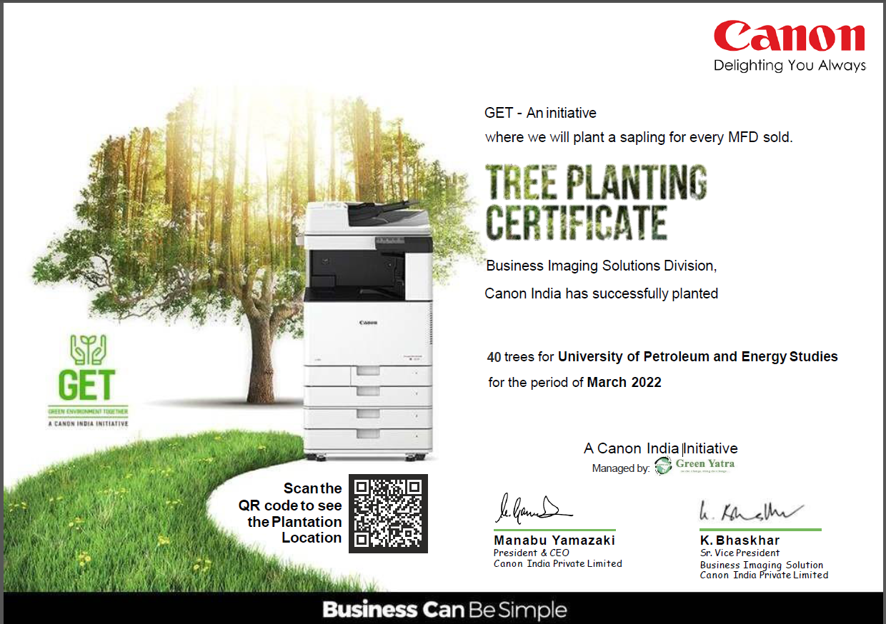 Canon
Delighting You Always
GET - An initiative
where we will plant a sapling for every MFD sold.
TREE PLANTING
CERTIFICATE
Business Imaging Solutions Division,
Canon India has successfully planted
40 trees for University of Petroleum and Energy Studies
for the period of March 2022
Canon
GET
GREEN ENVIRONMENT TOGETHER
A CANON INDIA INITIATIVE
A Canon India Initiative
Managed by: Green Yatra
Scan the
QR code to see
the Plantation
Location
Manabu Yamazaki
President & CEO
Canon India Private Limited
K. Bhaskhar
Sr. Vice President
Business Imaging Solution
Canon India Private Limited
Business Can Be Simple